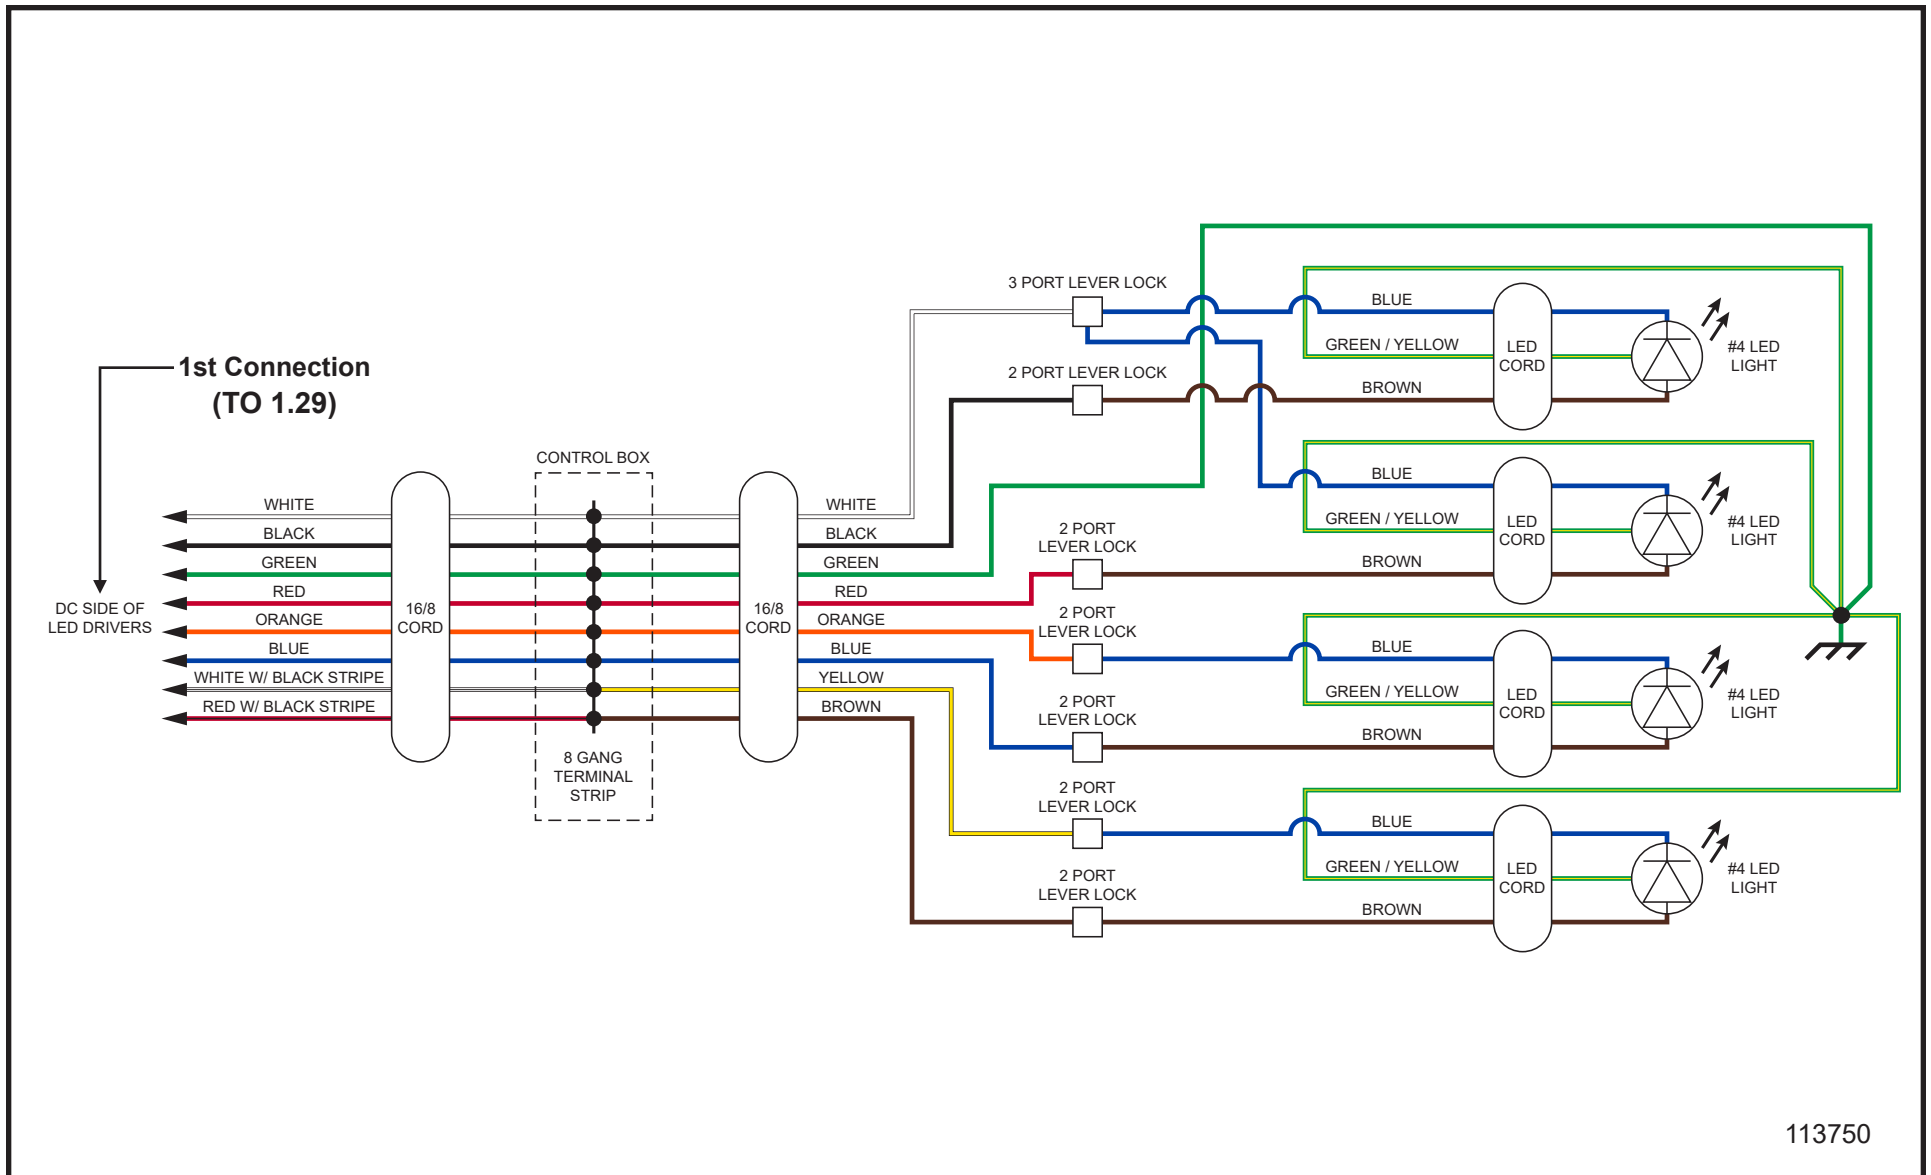 3 PORT LEVER LOCK
BLUE
GREEN / YELLOW
LED
CORD
#4 LED
LIGHT
1st Connection
(TO 1.29)
2 PORT LEVER LOCK
BROWN
CONTROL BOX
BLUE
GREEN / YELLOW
LED
CORD
#4 LED
LIGHT
WHITE
WHITE
BLACK
BLACK
2 PORT
LEVER LOCK
GREEN
GREEN
BROWN
RED
RED
DC SIDE OF
LED DRIVERS
16/8
CORD
16/8
CORD
ORANGE
ORANGE
2 PORT
LEVER LOCK
BLUE
BLUE
BLUE
WHITE W/ BLACK STRIPE
YELLOW
GREEN / YELLOW
LED
CORD
#4 LED
LIGHT
RED W/ BLACK STRIPE
BROWN
2 PORT
LEVER LOCK
BROWN
8 GANG
TERMINAL
STRIP
2 PORT
LEVER LOCK
BLUE
GREEN / YELLOW
LED
CORD
#4 LED
LIGHT
2 PORT
LEVER LOCK
BROWN
113750